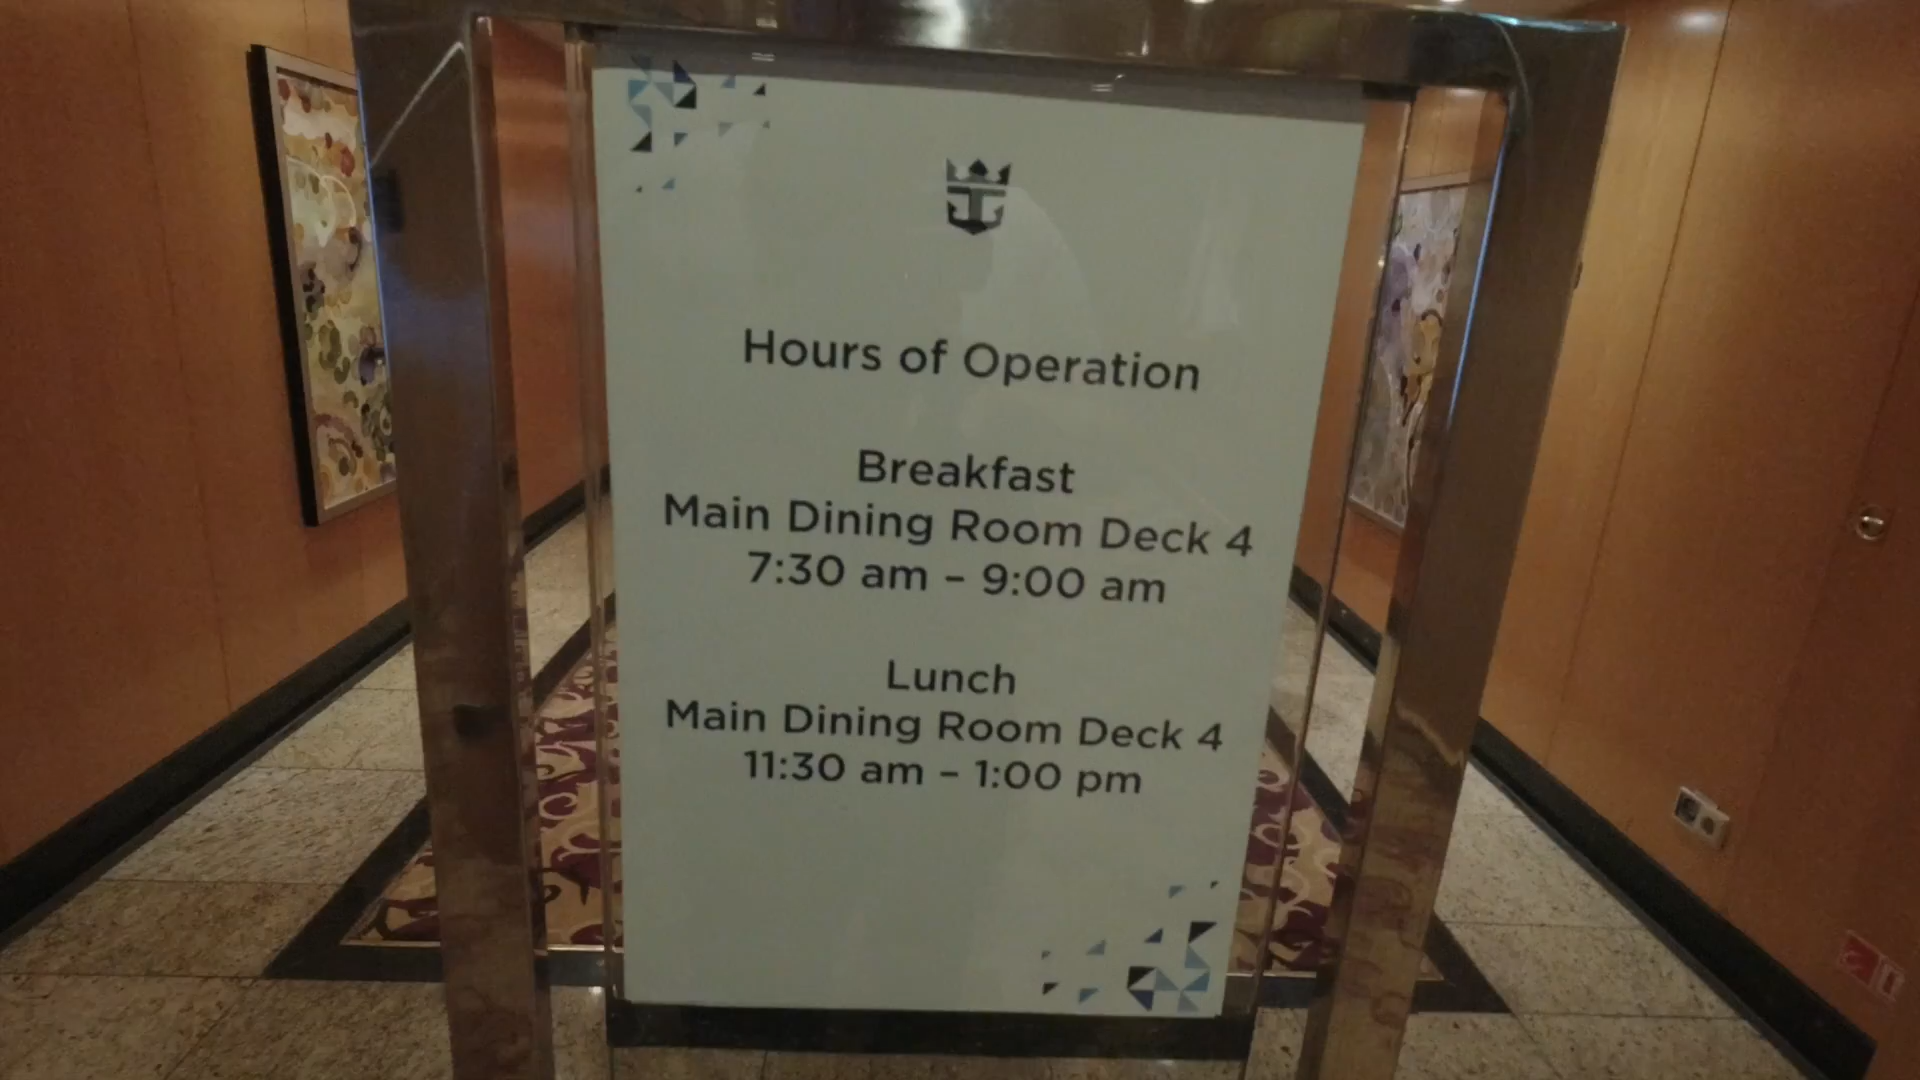 Hours of Operation
Breakfast
Main Dining Room Deck 4
7:30 am – 9:00 am
Lunch
Main Dining Room Deck 4
11:30 am – 1:00 pm